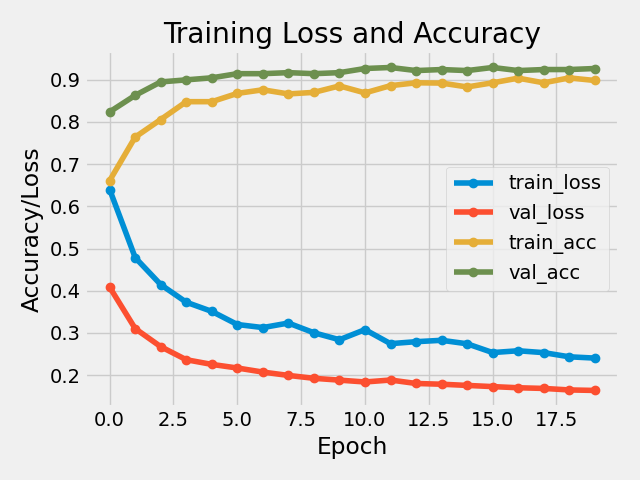 Training Loss and Accuracy
Accuracy/Loss
0.9
0.8
0.7
0.6
0.5
0.4
0.3
0.2
train_loss
val_loss
train_acc
val_acc
0.0 2.5 5.0 7.5 10.0 12.5 15.0 17.5
Epoch